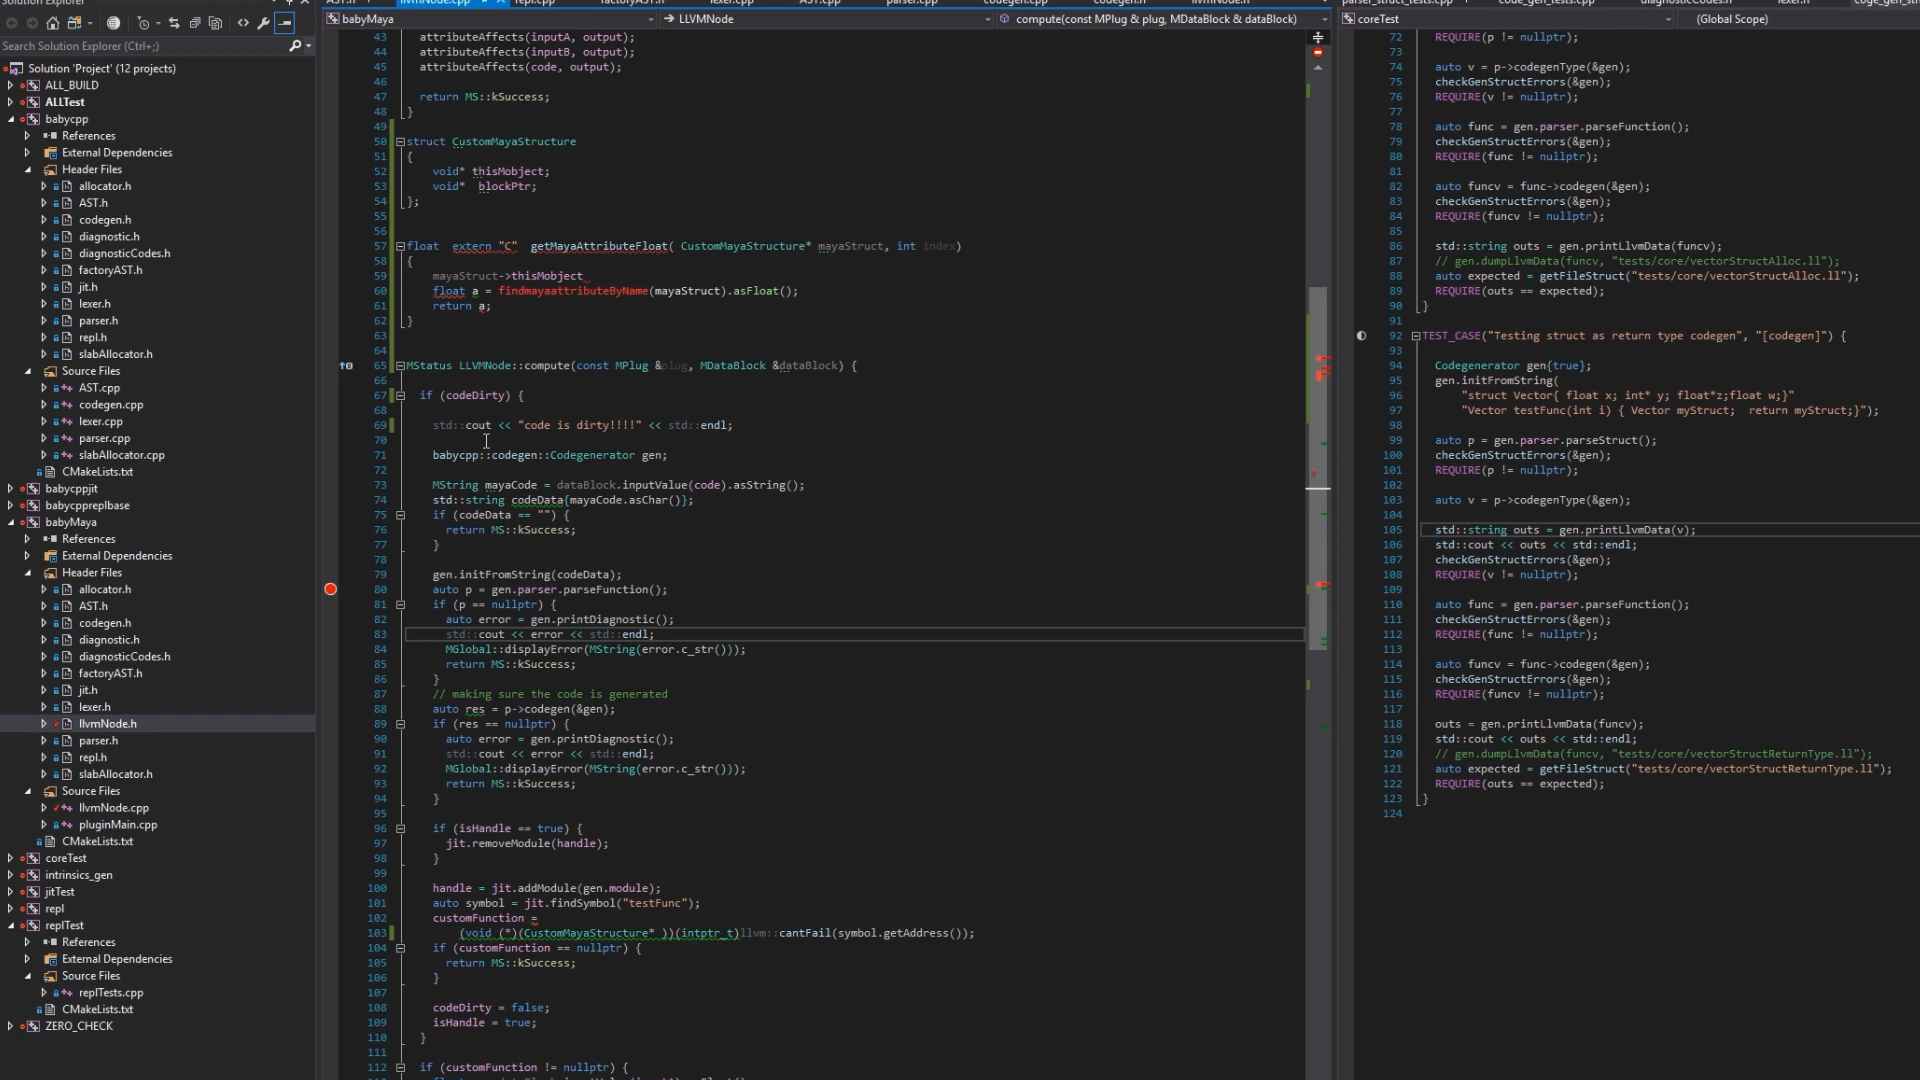 Solution Explorer
Search Solution Explorer (Ctrl+;)
Solution 'Project' (12 projects)
ALL_BUILD
ALLTest
babycpp
References
External Dependencies
Header Files
allocator.h
AST.h
codegen.h
diagnostic.h
diagnosticCodes.h
factoryAST.h
jit.h
lexer.h
parser.h
repl.h
slabAllocator.h
Source Files
AST.cpp
codegen.cpp
lexer.cpp
parser.cpp
slabAllocator.cpp
CMakeLists.txt
babycppjit
babycppreplbase
babyMaya
References
External Dependencies
Header Files
allocator.h
AST.h
codegen.h
diagnostic.h
diagnosticCodes.h
factoryAST.h
jit.h
lexer.h
llvmNode.h
parser.h
repl.h
slabAllocator.h
Source Files
llvmNode.cpp
pluginMain.cpp
CMakeLists.txt
coreTest
intrinsics_gen
jitTest
repl
replTest
References
External Dependencies
Source Files
replTests.cpp
CMakeLists.txt
ZERO_CHECK
babyMaya
LLVMNode
compute(const MPlug & plug, MDataBlock & dataBlock)
43 attributeAffects(inputA, output);
44 attributeAffects(inputB, output);
45 attributeAffects(code, output);
46
47 return MS::kSuccess;
48 }
49
50 struct CustomMayaStructure
51 {
52 void* thisMobject;
53 void* blockPtr;
54 };
55
56
57 float extern "C" getMayaAttributeFloat( CustomMayaStructure* mayaStruct, int index)
58 {
59 mayaStruct->thisMobject
60 float a = findmayaattributeByName(mayaStruct).asFloat();
61 return a;
62 }
63
64
65 MStatus LLVMNode::compute(const MPlug &plug, MDataBlock &dataBlock) {
66
67 if (codeDirty) {
68
69 std::cout << "code is dirty!!!!" << std::endl;
70
71 babycpp::codegen::Codegenerator gen;
72
73 MString mayaCode = dataBlock.inputValue(code).asString();
74 std::string codeData{mayaCode.asChar()};
75 if (codeData == "") {
76 return MS::kSuccess;
77 }
78
79 gen.initFromString(codeData);
80 auto p = gen.parser.parseFunction();
81 if (p == nullptr) {
82 auto error = gen.printDiagnostic();
83 std::cout << error << std::endl;
84 MGlobal::displayError(MString(error.c_str()));
85 return MS::kSuccess;
86 }
87 // making sure the code is generated
88 auto res = p->codegen(&gen);
89 if (res == nullptr) {
90 auto error = gen.printDiagnostic();
91 std::cout << error << std::endl;
92 MGlobal::displayError(MString(error.c_str()));
93 return MS::kSuccess;
94 }
95
96 if (isHandle == true) {
97 jit.removeModule(handle);
98 }
99
100 handle = jit.addModule(gen.module);
101 auto symbol = jit.findSymbol("testFunc");
102 customFunction =
103 (void (*)(CustomMayaStructure* ))(intptr_t)llvm::cantFail(symbol.getAddress());
104 if (customFunction == nullptr) {
105 return MS::kSuccess;
106 }
107
108 codeDirty = false;
109 isHandle = true;
110 }
111
112 if (customFunction != nullptr) {
coreTest
(Global Scope)
72 REQUIRE(p != nullptr);
73
74 auto v = p->codegenType(&gen);
75 checkGenStructErrors(&gen);
76 REQUIRE(v != nullptr);
77
78 auto func = gen.parser.parseFunction();
79 checkGenStructErrors(&gen);
80 REQUIRE(func != nullptr);
81
82 auto funcv = func->codegen(&gen);
83 checkGenStructErrors(&gen);
84 REQUIRE(funcv != nullptr);
85
86 std::string outs = gen.printLlvmData(funcv);
87 // gen.dumpLlvmData(funcv, "tests/core/vectorStructAlloc.ll");
88 auto expected = getFileStruct("tests/core/vectorStructAlloc.ll");
89 REQUIRE(outs == expected);
90 }
91
92 TEST_CASE("Testing struct as return type codegen", "[codegen]") {
93
94 Codegenerator gen{true};
95 gen.initFromString(
96 "struct Vector{ float x; int* y; float*z;float w;}"
97 "Vector testFunc(int i) { Vector myStruct;  return myStruct;}");
98
99 auto p = gen.parser.parseStruct();
100 checkGenStructErrors(&gen);
101 REQUIRE(p != nullptr);
102
103 auto v = p->codegenType(&gen);
104
105 std::string outs = gen.printLlvmData(v);
106 std::cout << outs << std::endl;
107 checkGenStructErrors(&gen);
108 REQUIRE(v != nullptr);
109
110 auto func = gen.parser.parseFunction();
111 checkGenStructErrors(&gen);
112 REQUIRE(func != nullptr);
113
114 auto funcv = func->codegen(&gen);
115 checkGenStructErrors(&gen);
116 REQUIRE(funcv != nullptr);
117
118 outs = gen.printLlvmData(funcv);
119 std::cout << outs << std::endl;
120 // gen.dumpLlvmData(funcv, "tests/core/vectorStructReturnType.ll");
121 auto expected = getFileStruct("tests/core/vectorStructReturnType.ll");
122 REQUIRE(outs == expected);
123 }
124